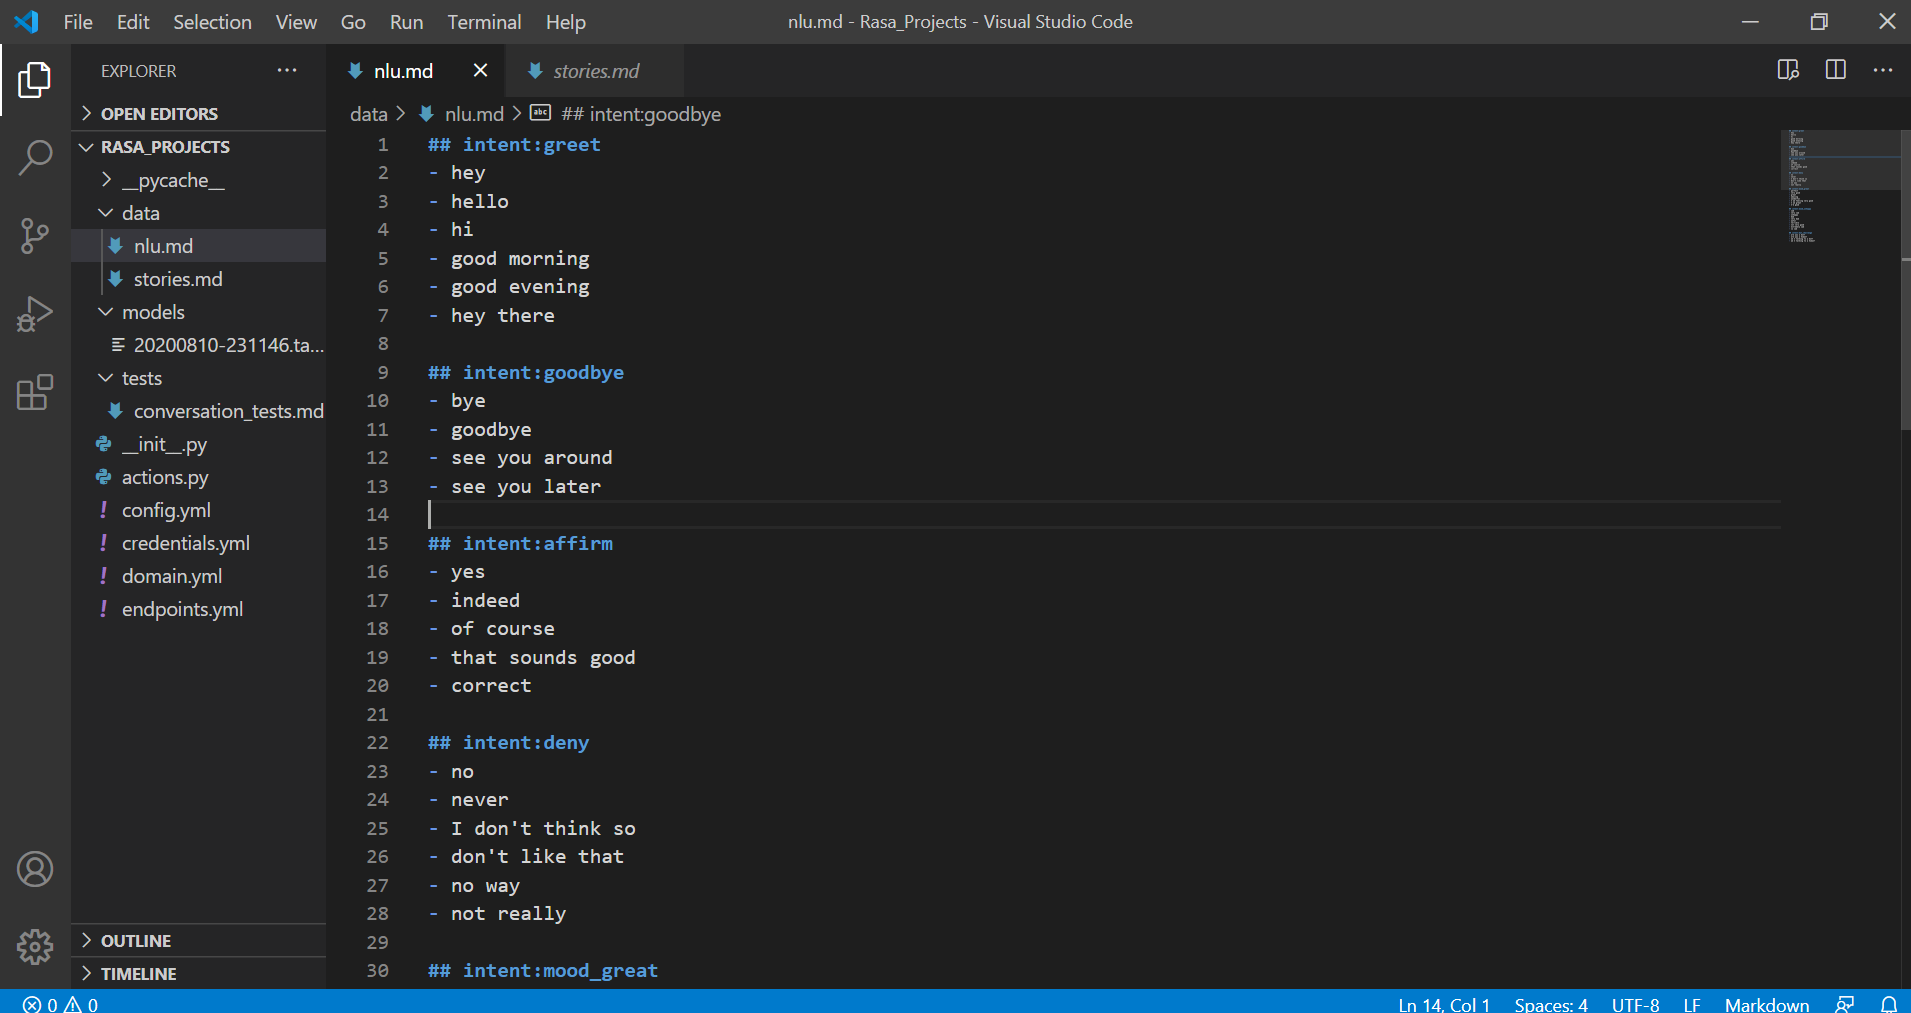 File Edit Selection View Go Run Terminal Help
nlu.md - Rasa_Projects - Visual Studio Code
EXPLORER
OPEN EDITORS
RASA_PROJECTS
__pycache__
data
nlu.md
stories.md
models
20200810-231146.ta...
tests
conversation_tests.md
__init__.py
actions.py
config.yml
credentials.yml
domain.yml
endpoints.yml
OUTLINE
TIMELINE
nlu.md
stories.md
data > nlu.md > abc ## intent:goodbye
1 ## intent:greet
2 - hey
3 - hello
4 - hi
5 - good morning
6 - good evening
7 - hey there
8
9 ## intent:goodbye
10 - bye
11 - goodbye
12 - see you around
13 - see you later
14
15 ## intent:affirm
16 - yes
17 - indeed
18 - of course
19 - that sounds good
20 - correct
21
22 ## intent:deny
23 - no
24 - never
25 - I don't think so
26 - don't like that
27 - no way
28 - not really
29
30 ## intent:mood_great
0 0
Ln 14, Col 1 Spaces: 4 UTF-8 LF Markdown